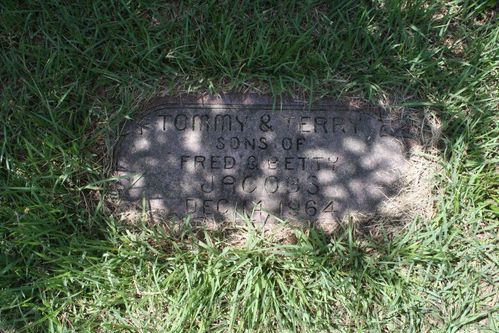 TOMMY & TERRY
SONS OF
FRED & BETTY
JACOBS
DEC 14 1964